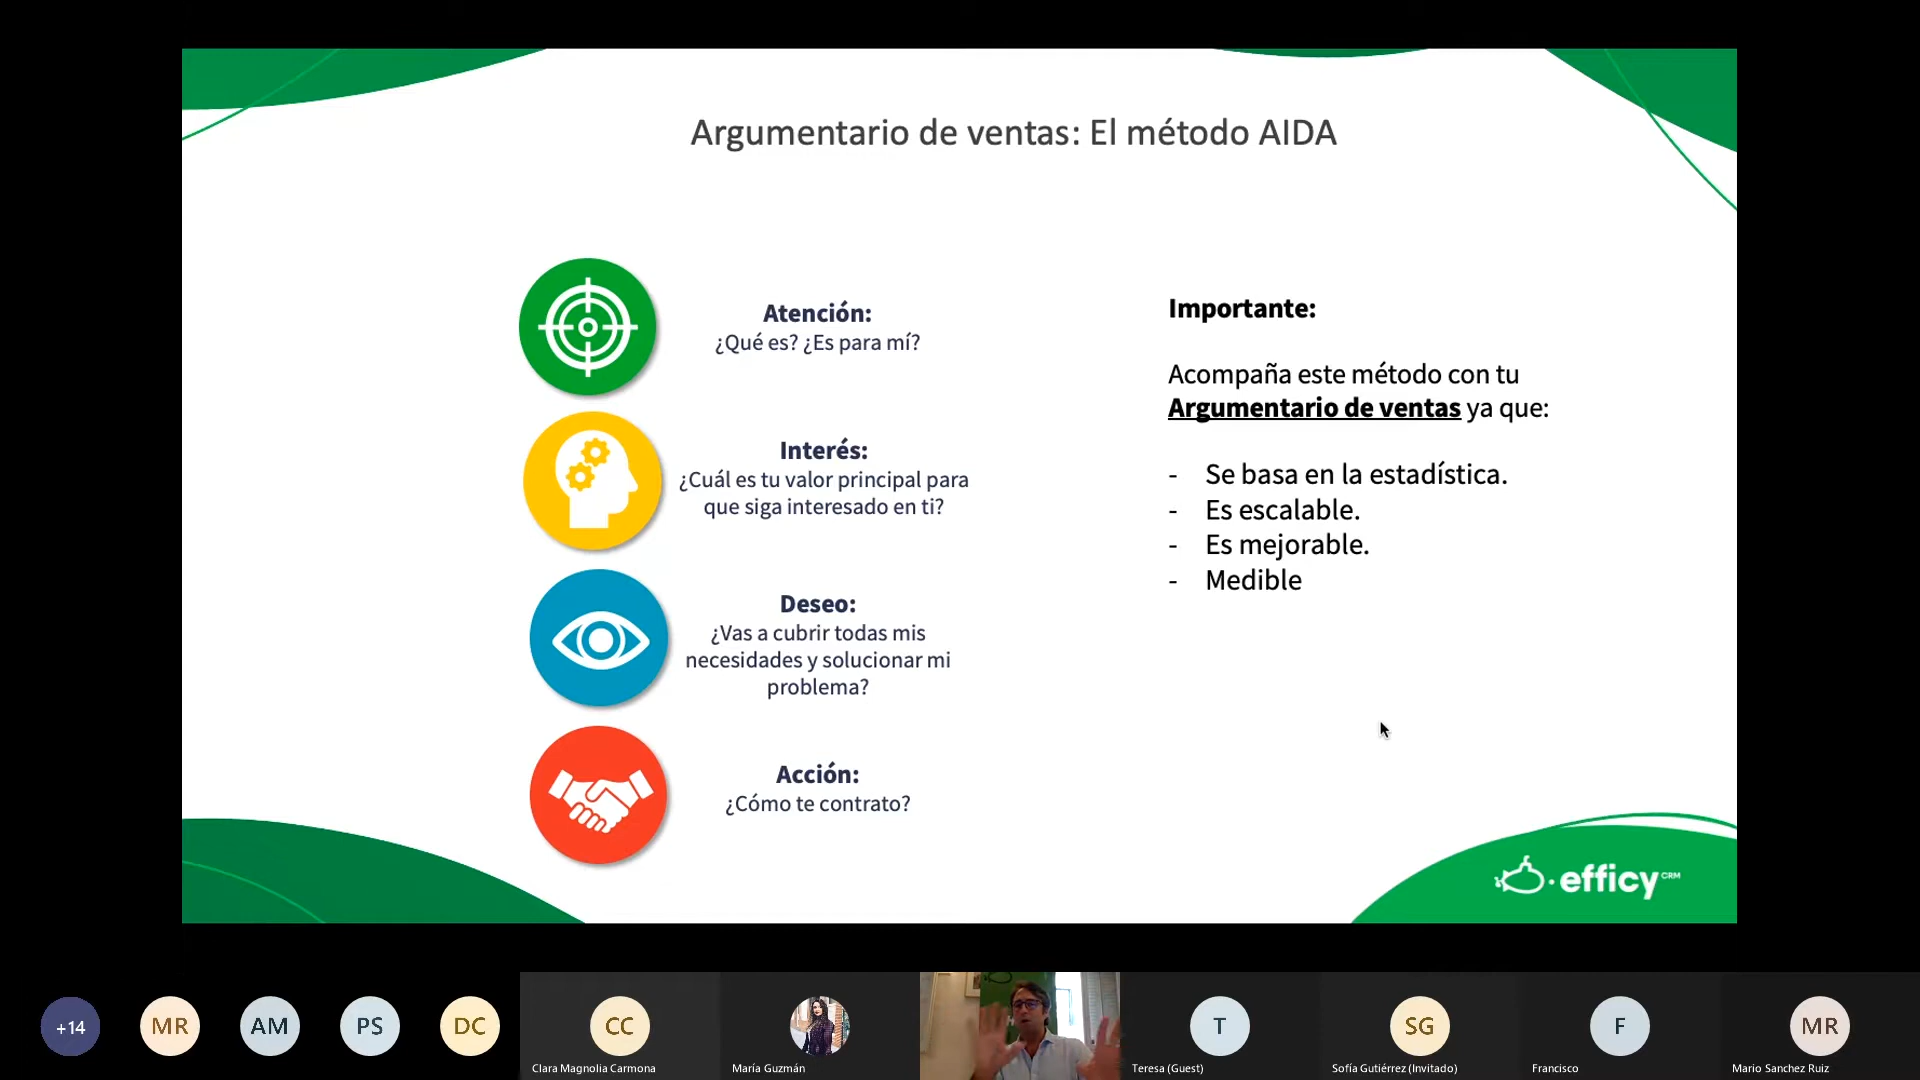 Argumentario de ventas: El método AIDA
Atención:
¿Qué es? ¿Es para mí?
Interés:
¿Cuál es tu valor principal para
que siga interesado en ti?
Deseo:
¿Vas a cubrir todas mis
necesidades y solucionar mi
problema?
Acción:
¿Cómo te contrato?
Importante:
Acompaña este método con tu
Argumentario de ventas ya que:
- Se basa en la estadística.
- Es escalable.
- Es mejorable.
- Medible
efficy CRM
+14
MR
AM
PS
DC
CC
Clara Magnolia Carmona
María Guzmán
T
Teresa (Guest)
SG
Sofía Gutiérrez (Invitado)
F
Francisco
MR
Mario Sanchez Ruiz